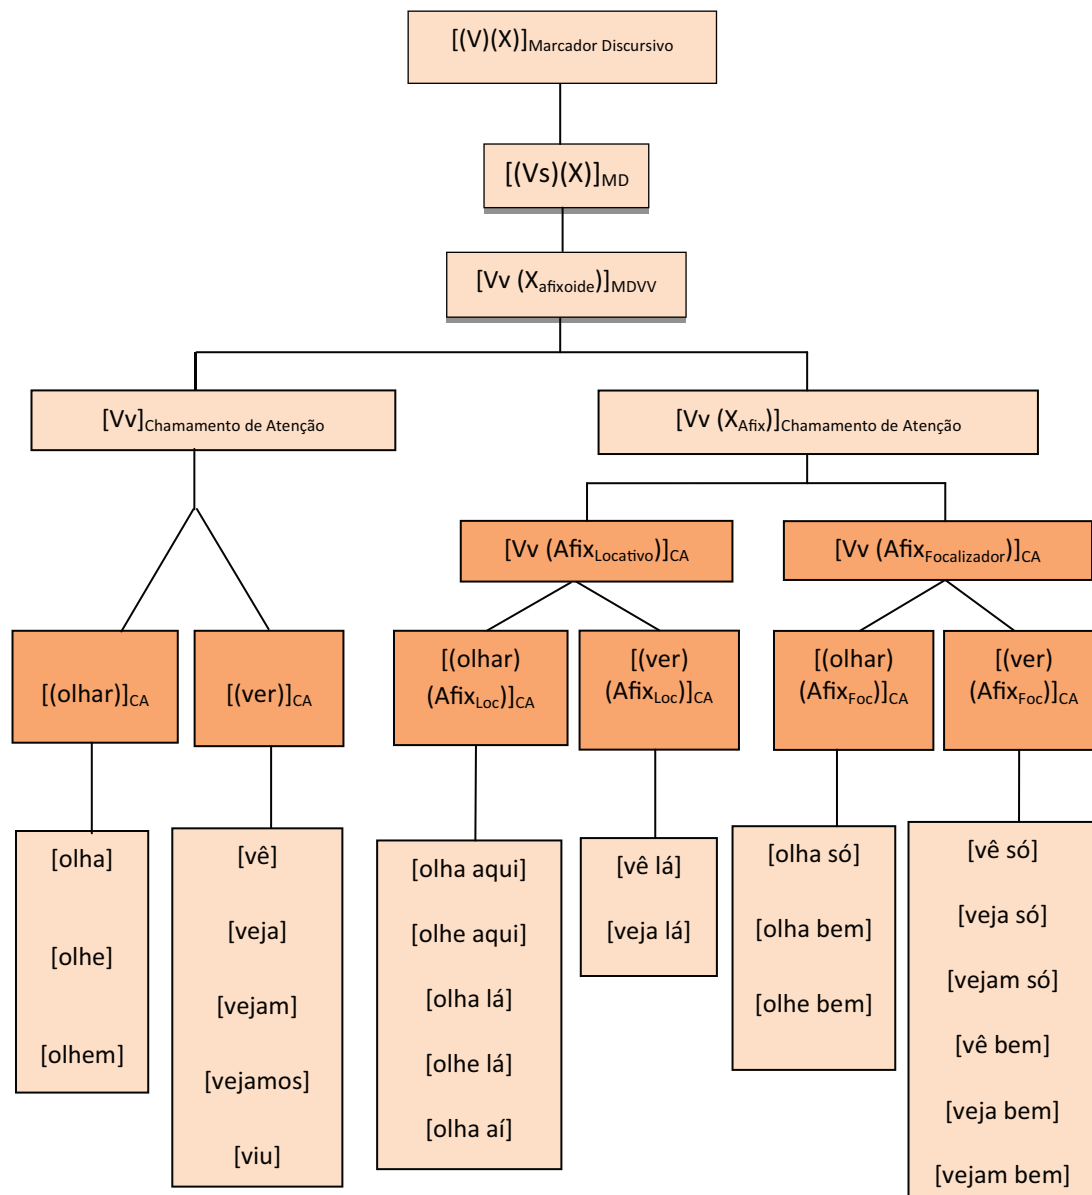 [(V)(X)]Marcador Discursivo
[(Vs)(X)]MD
[Vv (Xafixoide)]MDVV
[Vv]Chamamento de Atenção
[Vv (XAfix)]Chamamento de Atenção
[Vv (AfixLocativo)]CA
[Vv (AfixFocalizador)]CA
[(olhar)]CA
[(ver)]CA
[(olhar)
(AfixLoc)]CA
[(ver)
(AfixLoc)]CA
[(olhar)
(AfixFoc)]CA
[(ver)
(AfixFoc)]CA
[olha]
[olhe]
[olhem]
[vê]
[veja]
[vejam]
[vejamos]
[viu]
[olha aqui]
[olhe aqui]
[olha lá]
[olhe lá]
[olha aí]
[vê lá]
[veja lá]
[olha só]
[olha bem]
[olhe bem]
[vê só]
[veja só]
[vejam só]
[vê bem]
[veja bem]
[vejam bem]